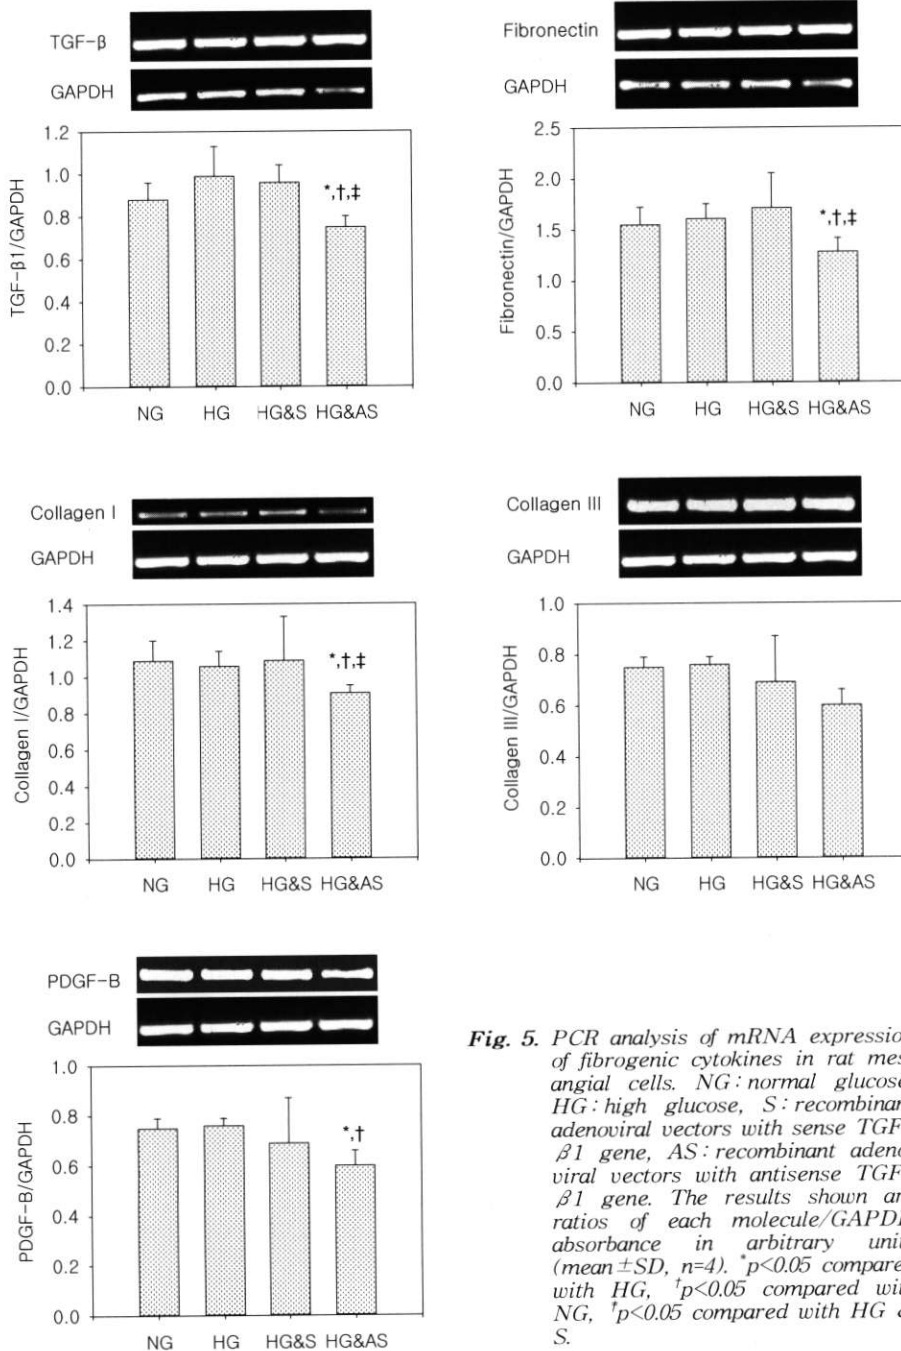 TGF-β
GAPDH
TGF-β1/GAPDH
1.2
1.0
0.8
0.6
0.4
0.2
0.0
*,†,‡
NG HG HG&S HG&AS
Fibronectin
GAPDH
Fibronectin/GAPDH
2.5
2.0
1.5
1.0
0.5
0.0
*,†,‡
NG HG HG&S HG&AS
Collagen I
GAPDH
Collagen I/GAPDH
1.4
1.2
1.0
0.8
0.6
0.4
0.2
0.0
*,†,‡
NG HG HG&S HG&AS
Collagen III
GAPDH
Collagen III/GAPDH
1.0
0.8
0.6
0.4
0.2
0.0
NG HG HG&S HG&AS
PDGF-B
GAPDH
PDGF-B/GAPDH
1.0
0.8
0.6
0.4
0.2
0.0
*,†
NG HG HG&S HG&AS
Fig. 5. PCR analysis of mRNA expression
of fibrogenic cytokines in rat mes
angial cells. NG : normal glucose
HG : high glucose, S : recombinan
adenoviral vectors with sense TGF
β1 gene, AS : recombinant adeno
viral vectors with antisense TGF
β1 gene. The results shown ar
ratios of each molecule/GAPDH
absorbance in arbitrary unit
(mean±SD, n=4). *p<0.05 compare
with HG, †p<0.05 compared wit
NG, †p<0.05 compared with HG &
S.